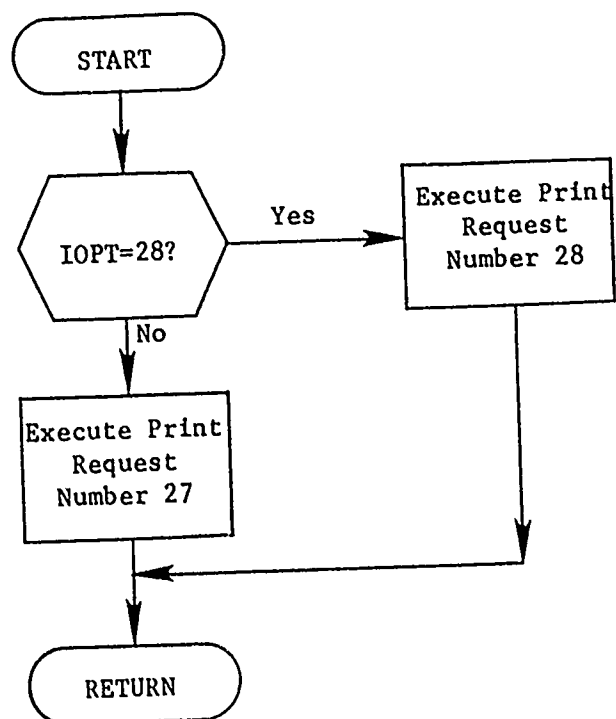 START
IOPT=28?
Yes
Execute Print
Request
Number 28
No
Execute Print
Request
Number 27
RETURN